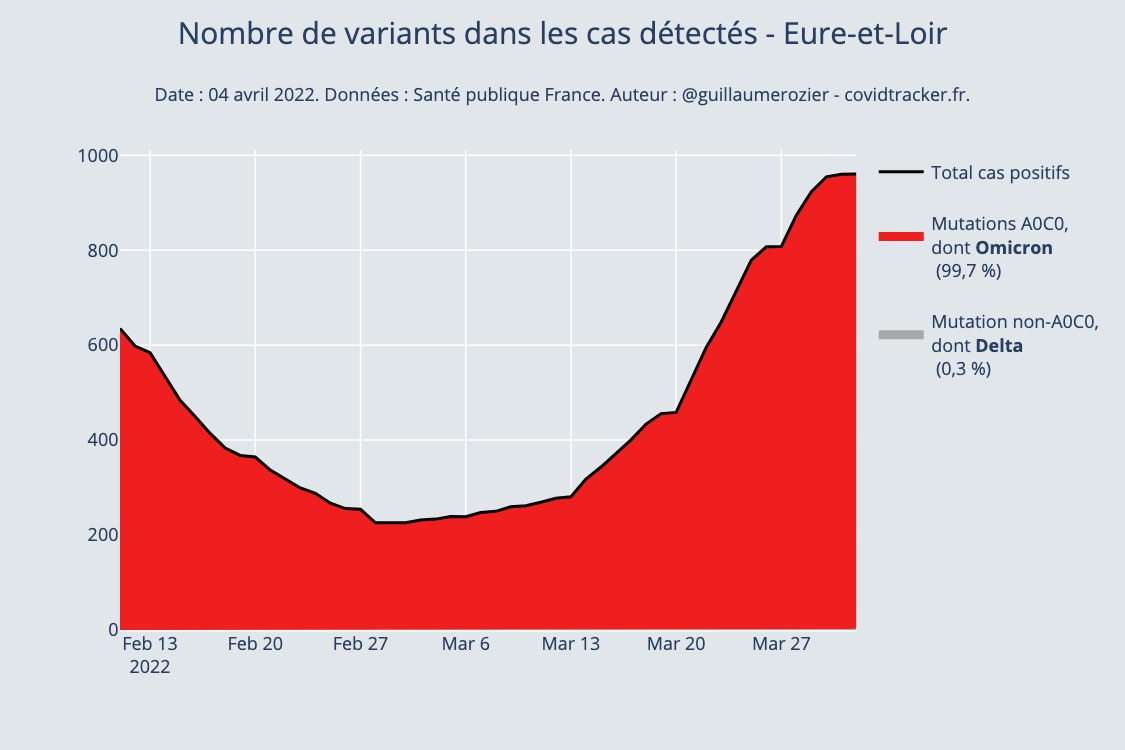 Nombre de variants dans les cas détectés - Eure-et-Loir
Date : 04 avril 2022. Données : Santé publique France. Auteur : @guillaumerozier - covidtracker.fr.
1000
800
600
400
200
0
Feb 13
2022
Feb 20
Feb 27
Mar 6
Mar 13
Mar 20
Mar 27
Total cas positifs
Mutations A0C0,
dont Omicron
(99,7 %)
Mutation non-A0C0,
dont Delta
(0,3 %)